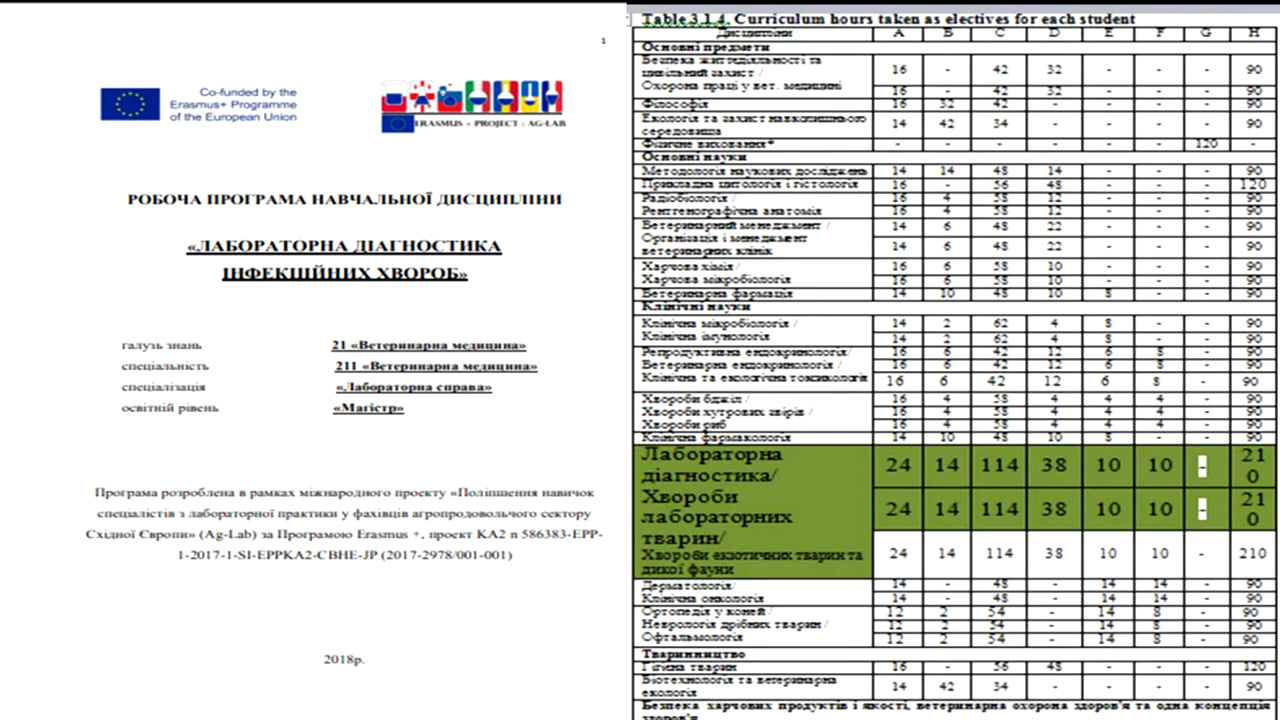 1
Co-funded by the
Erasmus+ Programme
of the European Union
ERASMUS + PROJECT : AG-LAB
РОБОЧА ПРОГРАМА НАВЧАЛЬНОЇ ДИСЦИПЛІНИ
«ЛАБОРАТОРНА ДІАГНОСТИКА
ІНФЕКЦІЙНИХ ХВОРОБ»
галузь знань 21 «Ветеринарна медицина»
спеціальність 211 «Ветеринарна медицина»
спеціалізація «Лабораторна справа»
освітній рівень «Магістр»
Програма розроблена в рамках міжнародного проекту «Поліпшення навичок
спеціалістів з лабораторної практики у фахівців агропродовольчого сектору
Східної Європи» (Ag-Lab) за Програмою Erasmus +, проект KA2 n 586383-EPP-
1-2017-1-SI-EPPKA2-CBHE-JP (2017-2978/001-001)
2018р.
Table 3.1.4. Curriculum hours taken as electives for each student
Дисципліни A B C D E F G H
Основні предмети
Безпека життєдіяльності та
цивільний захист / 16 - 42 32 - - - 90
Охорона праці у вет. медицині 16 - 42 32 - - - 90
Філософія 16 32 42 - - - - 90
Екологія та захист навколишнього
середовища 14 42 34 - - - - 90
Фізичне виховання* - - - - - - 120 -
Основні науки
Методологія наукових досліджень 14 14 48 14 - - - 90
Прикладна цитологія і гістологія 16 - 56 48 - - - 120
Радіобіологія / 16 4 58 12 - - - 90
Рентгенографічна анатомія 16 4 58 12 - - - 90
Ветеринарний менеджмент / 14 6 48 22 - - - 90
Організація і менеджмент
ветеринарних клінік 14 6 48 22 - - - 90
Харчова хімія / 16 6 58 10 - - - 90
Харчова мікробіологія 16 6 58 10 - - - 90
Ветеринарна фармація 14 10 48 10 8 - - 90
Клінічні науки
Клінічна мікробіологія / 14 2 62 4 8 - - 90
Клінічна імунологія 14 2 62 4 8 - - 90
Репродуктивна ендокринологія/ 16 6 42 12 6 8 - 90
Ветеринарна ендокринологія / 16 6 42 12 6 8 - 90
Клінічна та екологічна токсикологія 16 6 42 12 6 8 - 90
Хвороби бджіл / 16 4 58 4 4 4 - 90
Хвороби хутрових звірів / 16 4 58 4 4 4 - 90
Хвороби риб 16 4 58 4 4 4 - 90
Клінічна фармакологія 14 10 48 10 8 - - 90
Лабораторна
діагностика/ 24 14 114 38 10 10 - 210
Хвороби
лабораторних
тварин/ 24 14 114 38 10 10 - 210
Хвороби екзотичних тварин та
дикої фауни 24 14 114 38 10 10 - 210
Дерматологія/ 14 - 48 - 14 14 - 90
Клінічна онкологія 14 - 48 - 14 14 - 90
Ортопедія у коней / 12 2 54 - 14 8 - 90
Неврологія дрібних тварин / 12 2 54 - 14 8 - 90
Офтальмологія 12 2 54 - 14 8 - 90
Тваринництво
Гігієна тварин 16 - 56 48 - - - 120
Біотехнологія та ветеринарна
екологія 14 42 34 - - - - 90
Безпека харчових продуктів і якості, ветеринарна охорона здоров'я та одна концепція
здоров'я